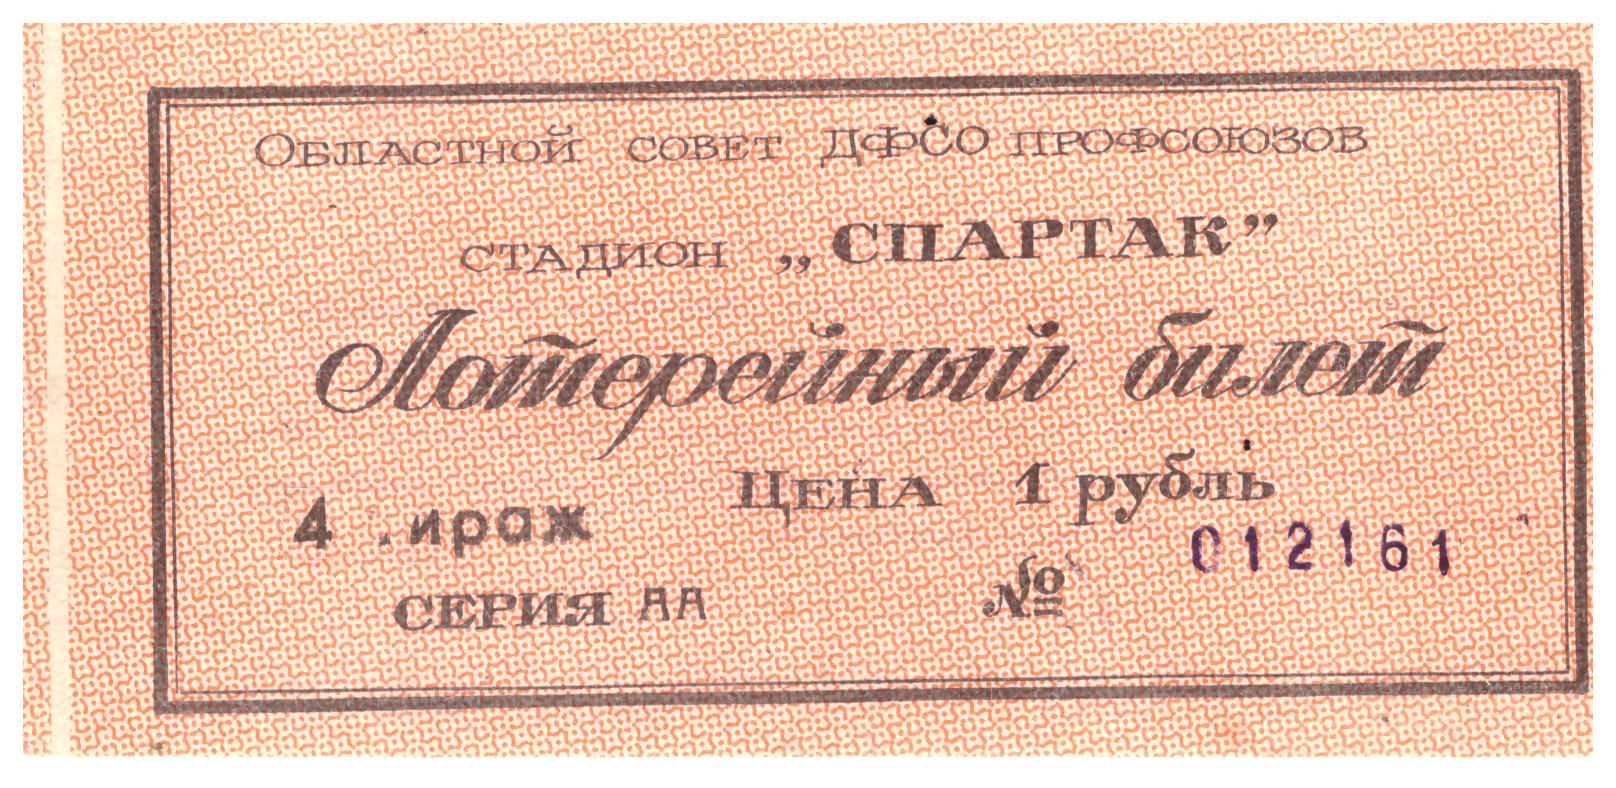 Областной совет ДФСО профсоюзов
стадион „СПАРТАК”
Лотерейный билет
Цена 1 рубль
4 .ираж
012161
СЕРИЯ АА №